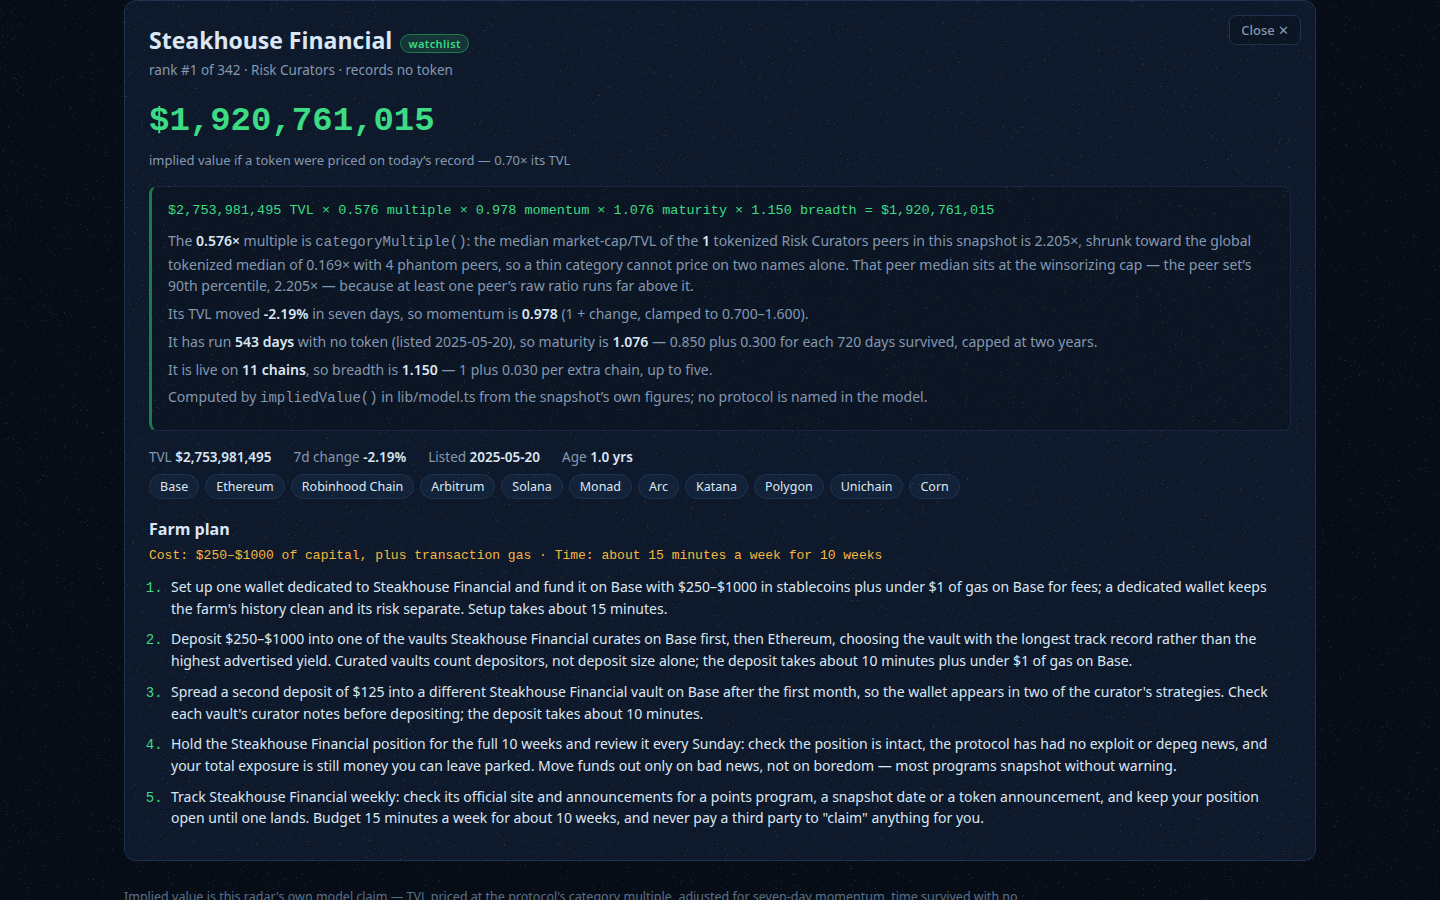 Steakhouse Financial watchlist
Close ✕
rank #1 of 342 · Risk Curators · records no token
$1,920,761,015
implied value if a token were priced on today's record — 0.70× its TVL
$2,753,981,495 TVL × 0.576 multiple × 0.978 momentum × 1.076 maturity × 1.150 breadth = $1,920,761,015
The 0.576× multiple is categoryMultiple(): the median market-cap/TVL of the 1 tokenized Risk Curators peers in this snapshot is 2.205×, shrunk toward the global
tokenized median of 0.169× with 4 phantom peers, so a thin category cannot price on two names alone. That peer median sits at the winsorizing cap — the peer set's
90th percentile, 2.205× — because at least one peer's raw ratio runs far above it.
Its TVL moved -2.19% in seven days, so momentum is 0.978 (1 + change, clamped to 0.700–1.600).
It has run 543 days with no token (listed 2025-05-20), so maturity is 1.076 — 0.850 plus 0.300 for each 720 days survived, capped at two years.
It is live on 11 chains, so breadth is 1.150 — 1 plus 0.030 per extra chain, up to five.
Computed by impliedValue() in lib/model.ts from the snapshot's own figures; no protocol is named in the model.
TVL $2,753,981,495 7d change -2.19% Listed 2025-05-20 Age 1.0 yrs
Base Ethereum Robinhood Chain Arbitrum Solana Monad Arc Katana Polygon Unichain Corn
Farm plan
Cost: $250–$1000 of capital, plus transaction gas · Time: about 15 minutes a week for 10 weeks
1. Set up one wallet dedicated to Steakhouse Financial and fund it on Base with $250–$1000 in stablecoins plus under $1 of gas on Base for fees; a dedicated wallet keeps
the farm's history clean and its risk separate. Setup takes about 15 minutes.
2. Deposit $250–$1000 into one of the vaults Steakhouse Financial curates on Base first, then Ethereum, choosing the vault with the longest track record rather than the
highest advertised yield. Curated vaults count depositors, not deposit size alone; the deposit takes about 10 minutes plus under $1 of gas on Base.
3. Spread a second deposit of $125 into a different Steakhouse Financial vault on Base after the first month, so the wallet appears in two of the curator's strategies. Check
each vault's curator notes before depositing; the deposit takes about 10 minutes.
4. Hold the Steakhouse Financial position for the full 10 weeks and review it every Sunday: check the position is intact, the protocol has had no exploit or depeg news, and
your total exposure is still money you can leave parked. Move funds out only on bad news, not on boredom — most programs snapshot without warning.
5. Track Steakhouse Financial weekly: check its official site and announcements for a points program, a snapshot date or a token announcement, and keep your position
open until one lands. Budget 15 minutes a week for about 10 weeks, and never pay a third party to "claim" anything for you.
Implied value is this radar's own model claim — TVL priced at the protocol's category multiple, adjusted for seven-day momentum, time survived with no